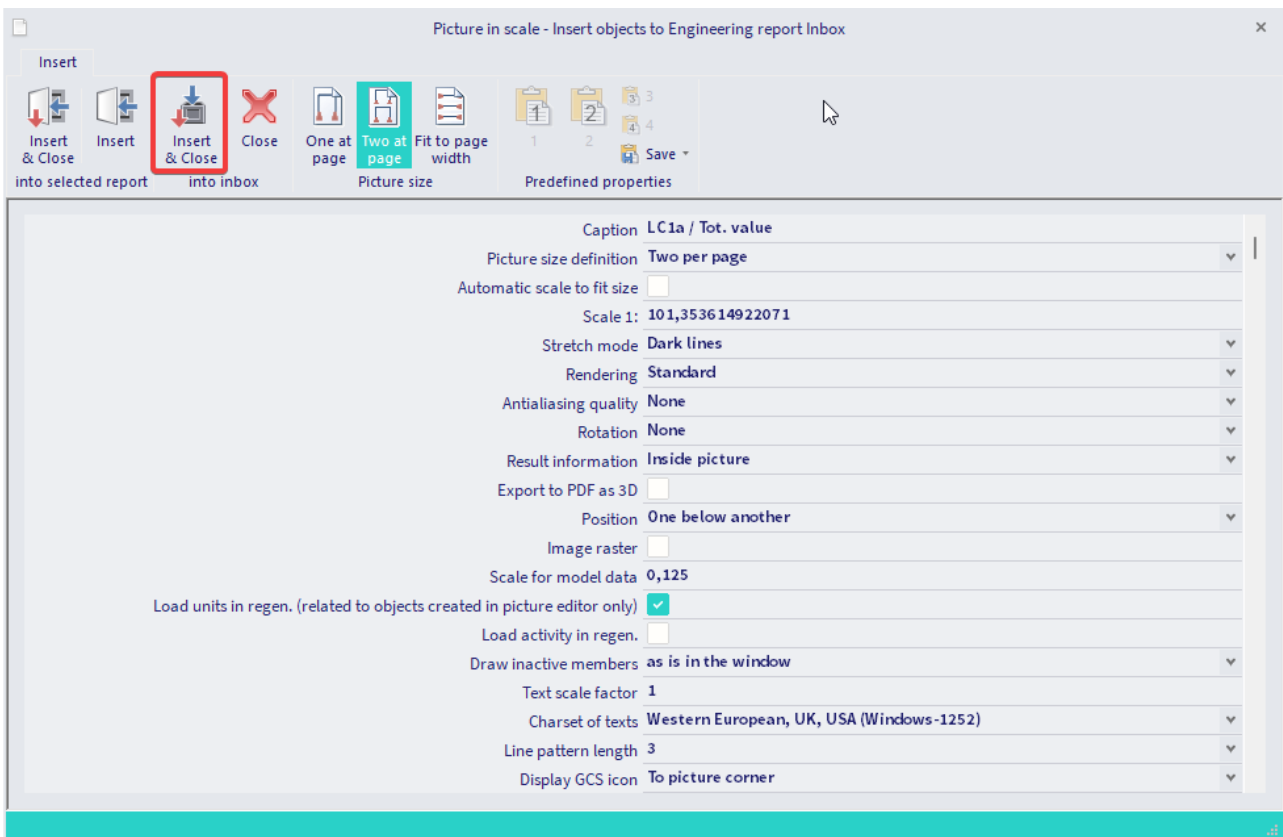 Picture in scale - Insert objects to Engineering report Inbox
Insert
Insert & Close
Insert
Insert & Close
Close
One at page
Two at page
Fit to page width
1
1
2
2
3 3
4 4
Save
into selected report
into inbox
Picture size
Predefined properties
Caption LC1a / Tot. value
Picture size definition Two per page
Automatic scale to fit size
Scale 1: 101,353614922071
Stretch mode Dark lines
Rendering Standard
Antialiasing quality None
Rotation None
Result information Inside picture
Export to PDF as 3D
Position One below another
Image raster
Scale for model data 0,125
Load units in regen. (related to objects created in picture editor only)
Load activity in regen.
Draw inactive members as is in the window
Text scale factor 1
Charset of texts Western European, UK, USA (Windows-1252)
Line pattern length 3
Display GCS icon To picture corner